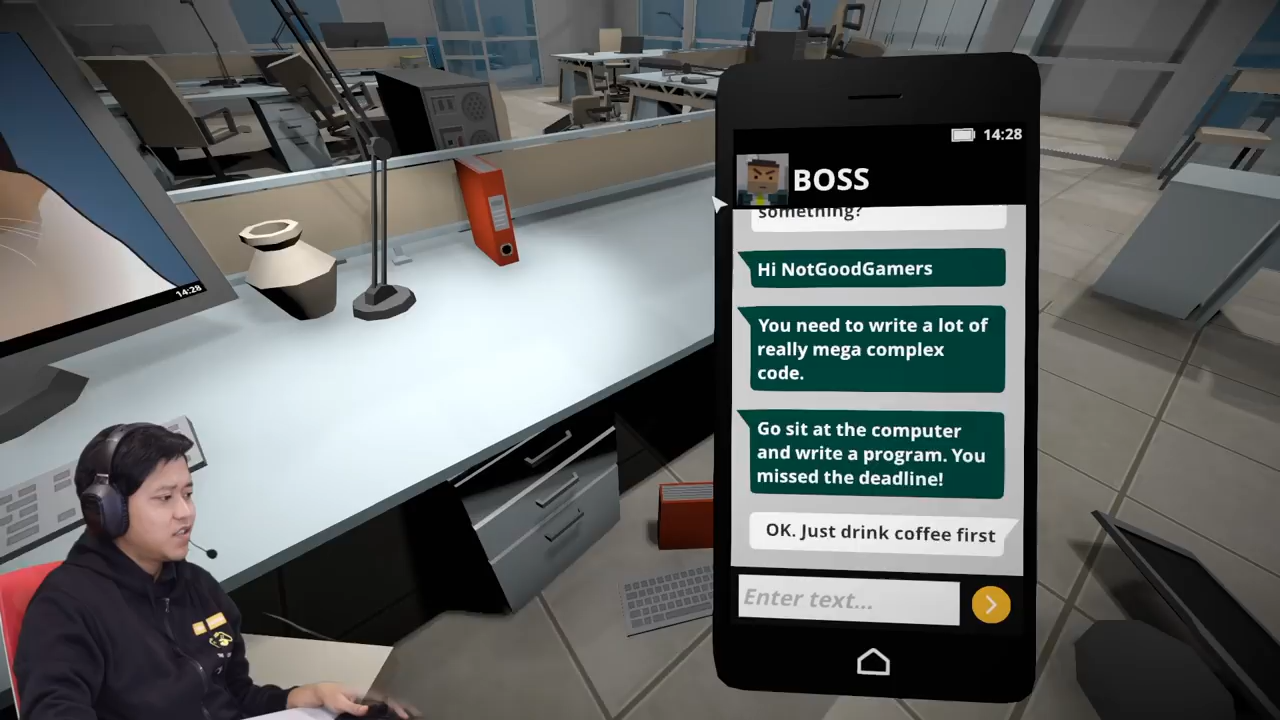 14:28
BOSS
something?
Hi NotGoodGamers
You need to write a lot of
really mega complex
code.
Go sit at the computer
and write a program. You
missed the deadline!
OK. Just drink coffee first
Enter text...
14:28